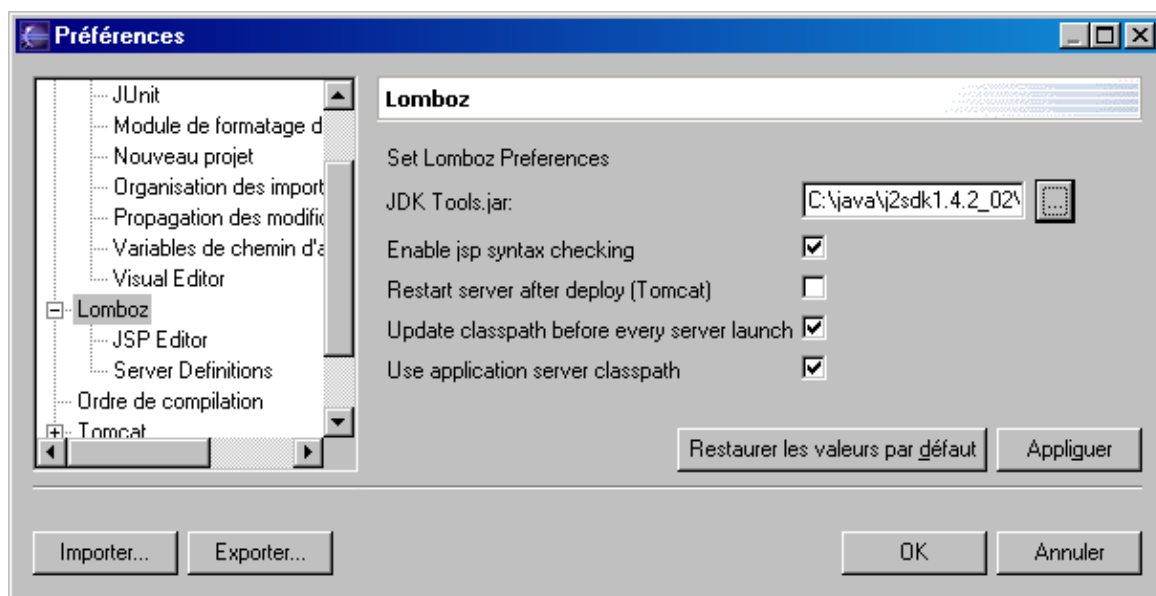 Préférences
JUnit
Module de formatage d
Nouveau projet
Organisation des import
Propagation des modific
Variables de chemin d'a
Visual Editor
Lomboz
JSP Editor
Server Definitions
Ordre de compilation
Tomcat
Lomboz
Set Lomboz Preferences
JDK Tools.jar: C:\java\j2sdk1.4.2_02\ ...
Enable jsp syntax checking
Restart server after deploy (Tomcat)
Update classpath before every server launch
Use application server classpath
Restaurer les valeurs par défaut Appliquer
Importer... Exporter... OK Annuler